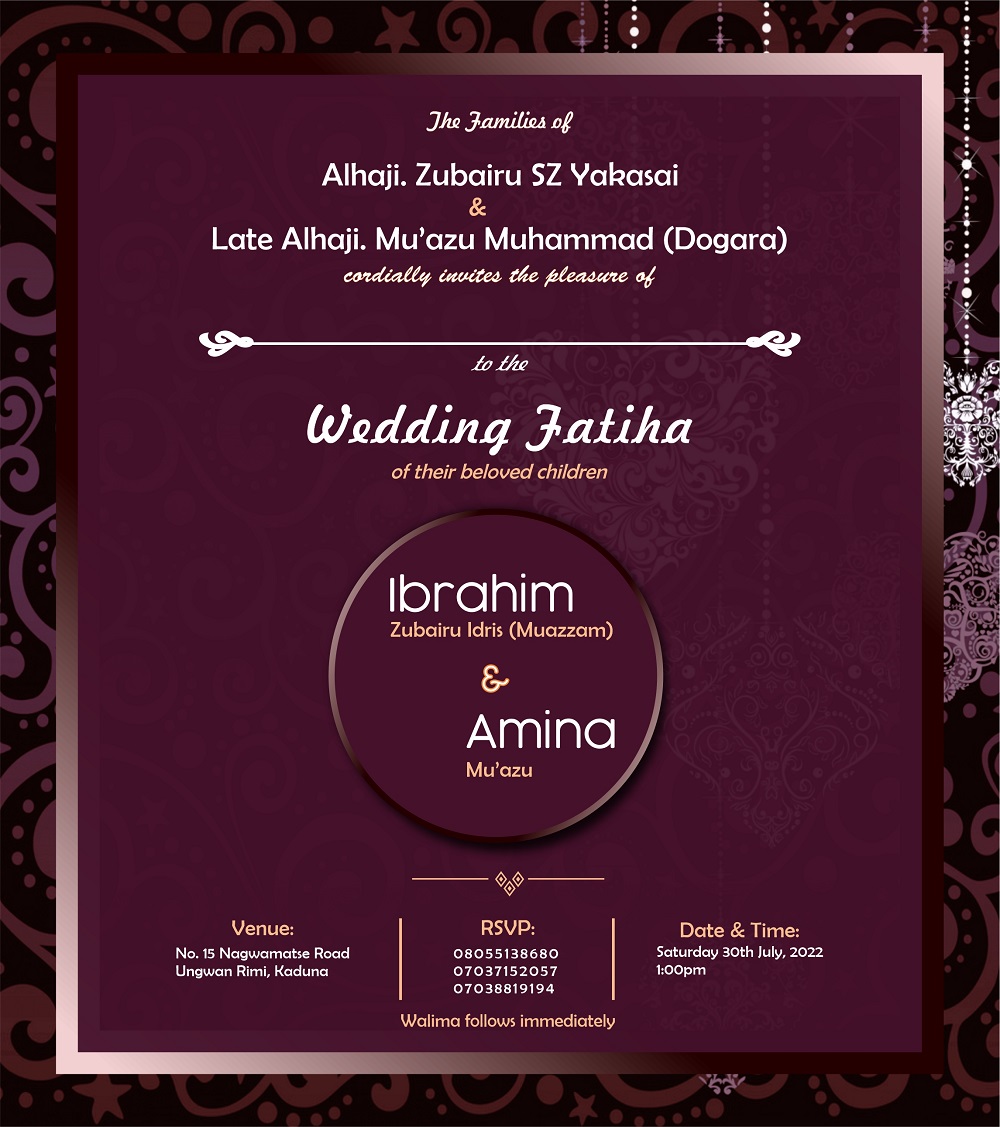 The Families of
Alhaji. Zubairu SZ Yakasai
&
Late Alhaji. Mu'azu Muhammad (Dogara)
cordially invites the pleasure of
to the
Wedding Fatiha
of their beloved children
Ibrahim
Zubairu Idris (Muazzam)
&
Amina
Mu'azu
Venue:
No. 15 Nagwamatse Road
Ungwan Rimi, Kaduna
RSVP:
08055138680
07037152057
07038819194
Date & Time:
Saturday 30th July, 2022
1:00pm
Walima follows immediately